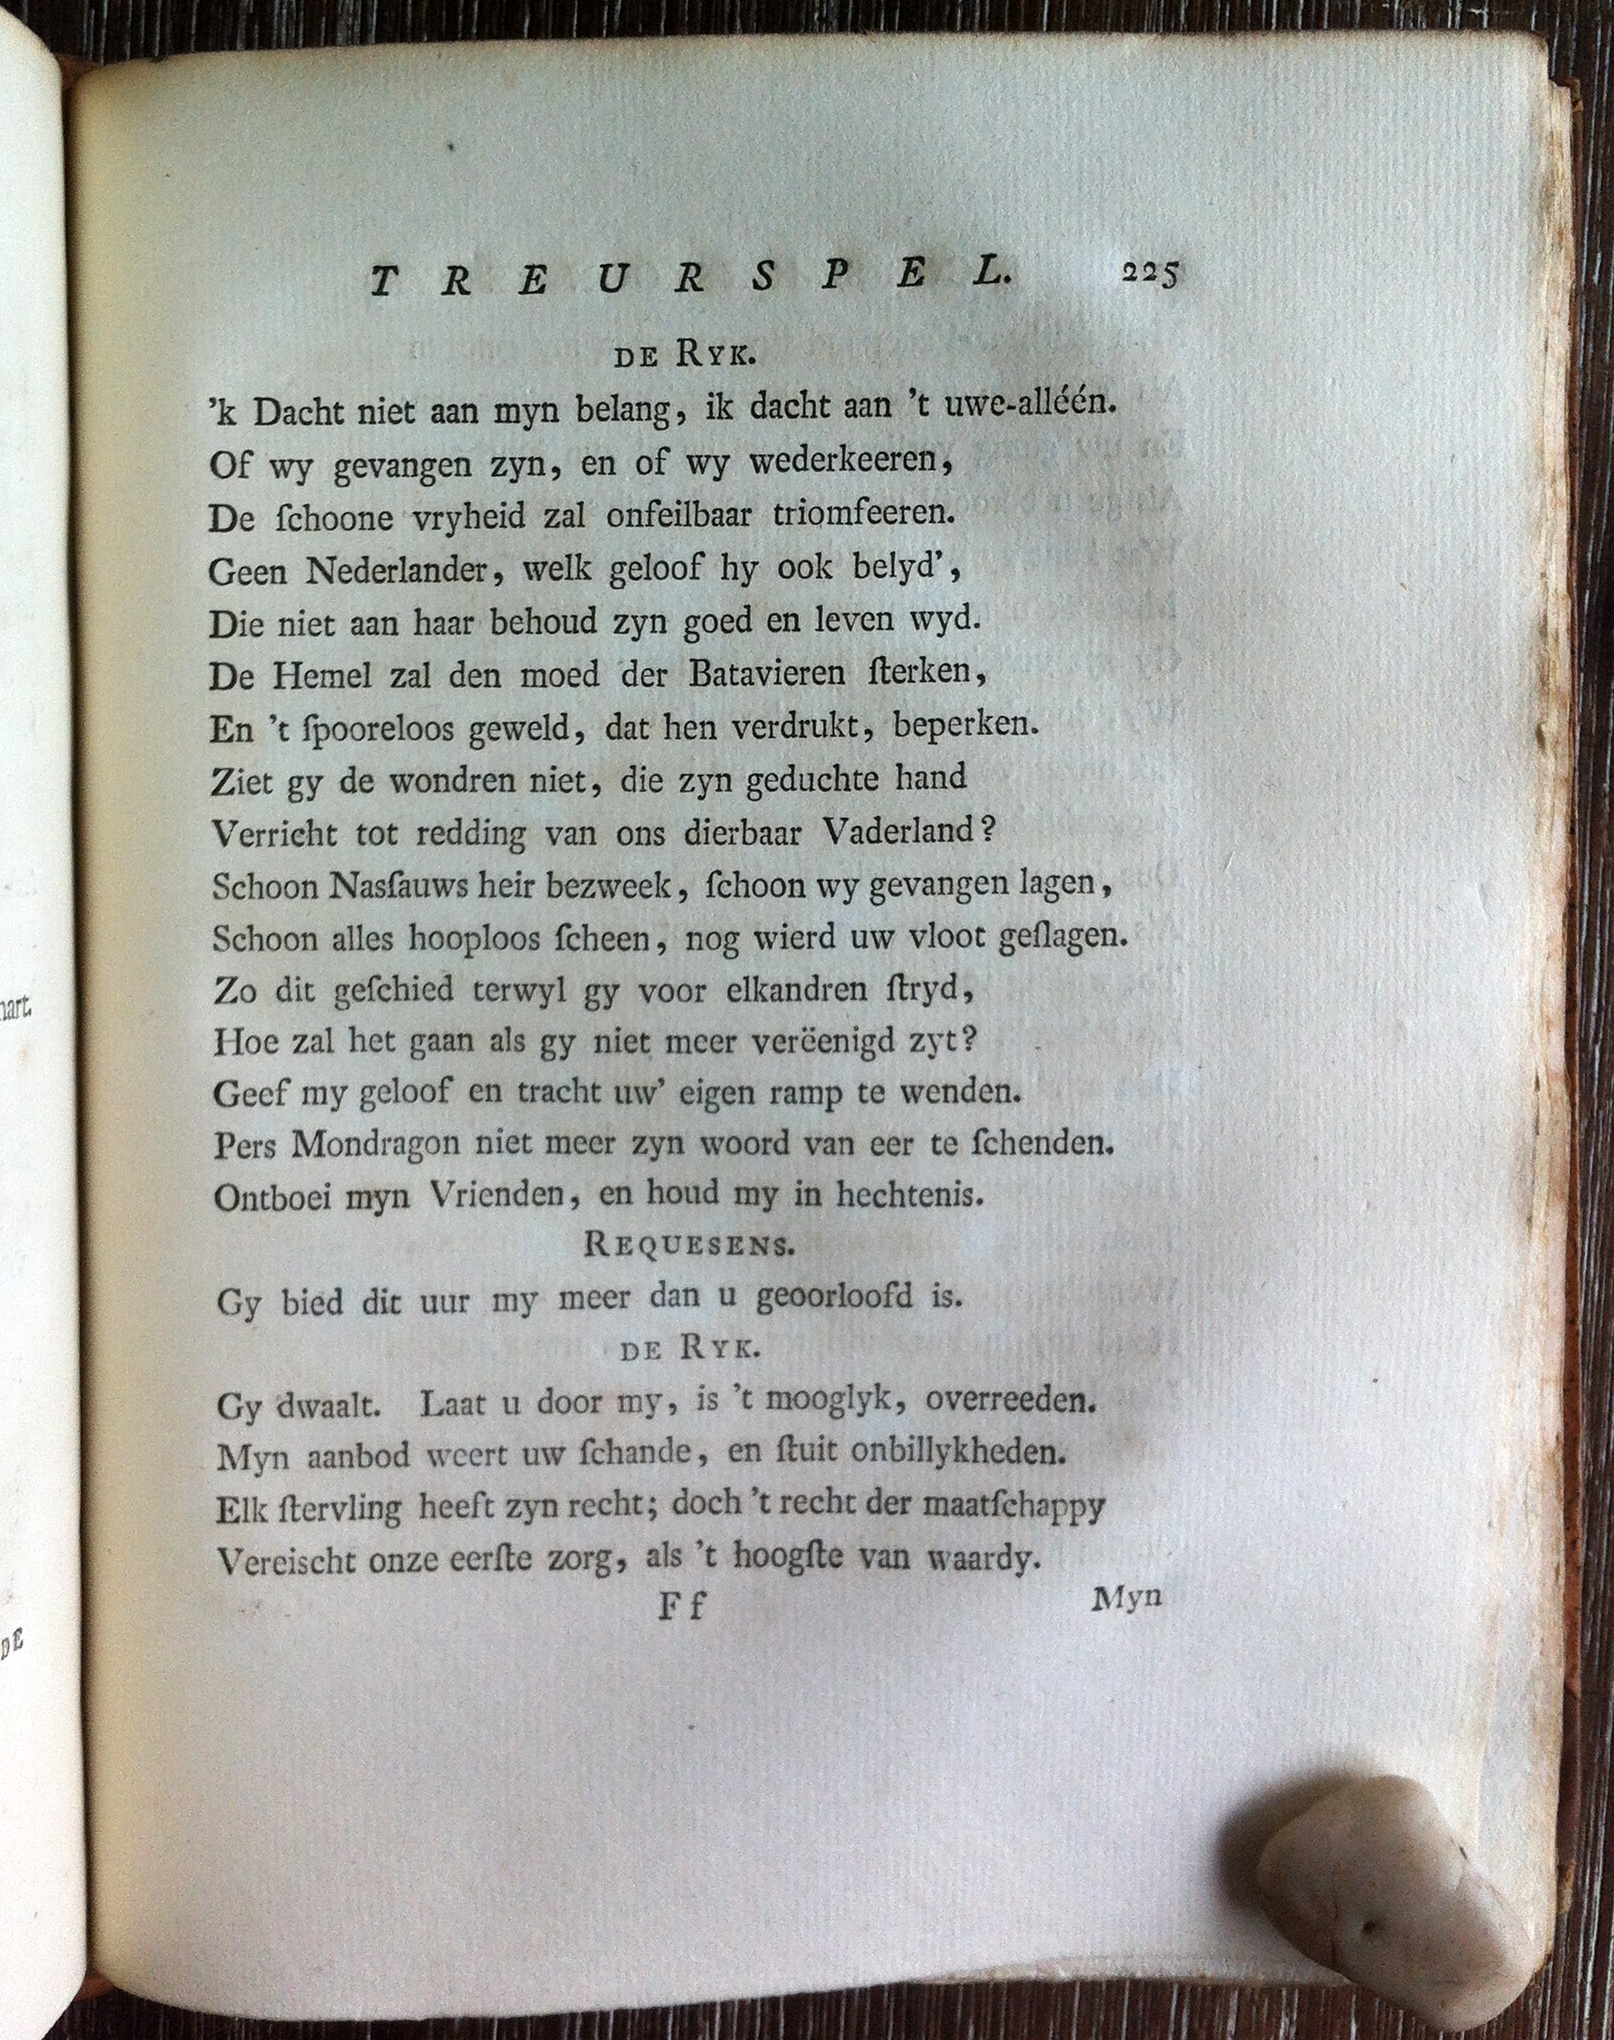 TREURSPEL. 225
DE RYK.
’k Dacht niet aan myn belang, ik dacht aan ’t uwe-alléén.
Of wy gevangen zyn, en of wy wederkeeren,
De ſchoone vryheid zal onfeilbaar triomfeeren.
Geen Nederlander, welk geloof hy ook belyd’,
Die niet aan haar behoud zyn goed en leven wyd.
De Hemel zal den moed der Batavieren ſterken,
En ’t ſpooreloos geweld, dat hen verdrukt, beperken.
Ziet gy de wondren niet, die zyn geduchte hand
Verricht tot redding van ons dierbaar Vaderland?
Schoon Nasſauws heir bezweek, ſchoon wy gevangen lagen,
Schoon alles hooploos ſcheen, nog wierd uw vloot geſlagen.
Zo dit geſchied terwyl gy voor elkandren ſtryd,
Hoe zal het gaan als gy niet meer verëenigd zyt?
Geef my geloof en tracht uw’ eigen ramp te wenden.
Pers Mondragon niet meer zyn woord van eer te ſchenden.
Ontboei myn Vrienden, en houd my in hechtenis.
REQUESENS.
Gy bied dit uur my meer dan u geoorloofd is.
DE RYK.
Gy dwaalt. Laat u door my, is ’t mooglyk, overreeden.
Myn aanbod weert uw ſchande, en ſtuit onbillykheden.
Elk ſtervling heeft zyn recht; doch ’t recht der maatſchappy
Vereischt onze eerſte zorg, als ’t hoogſte van waardy.
Ff Myn
DE